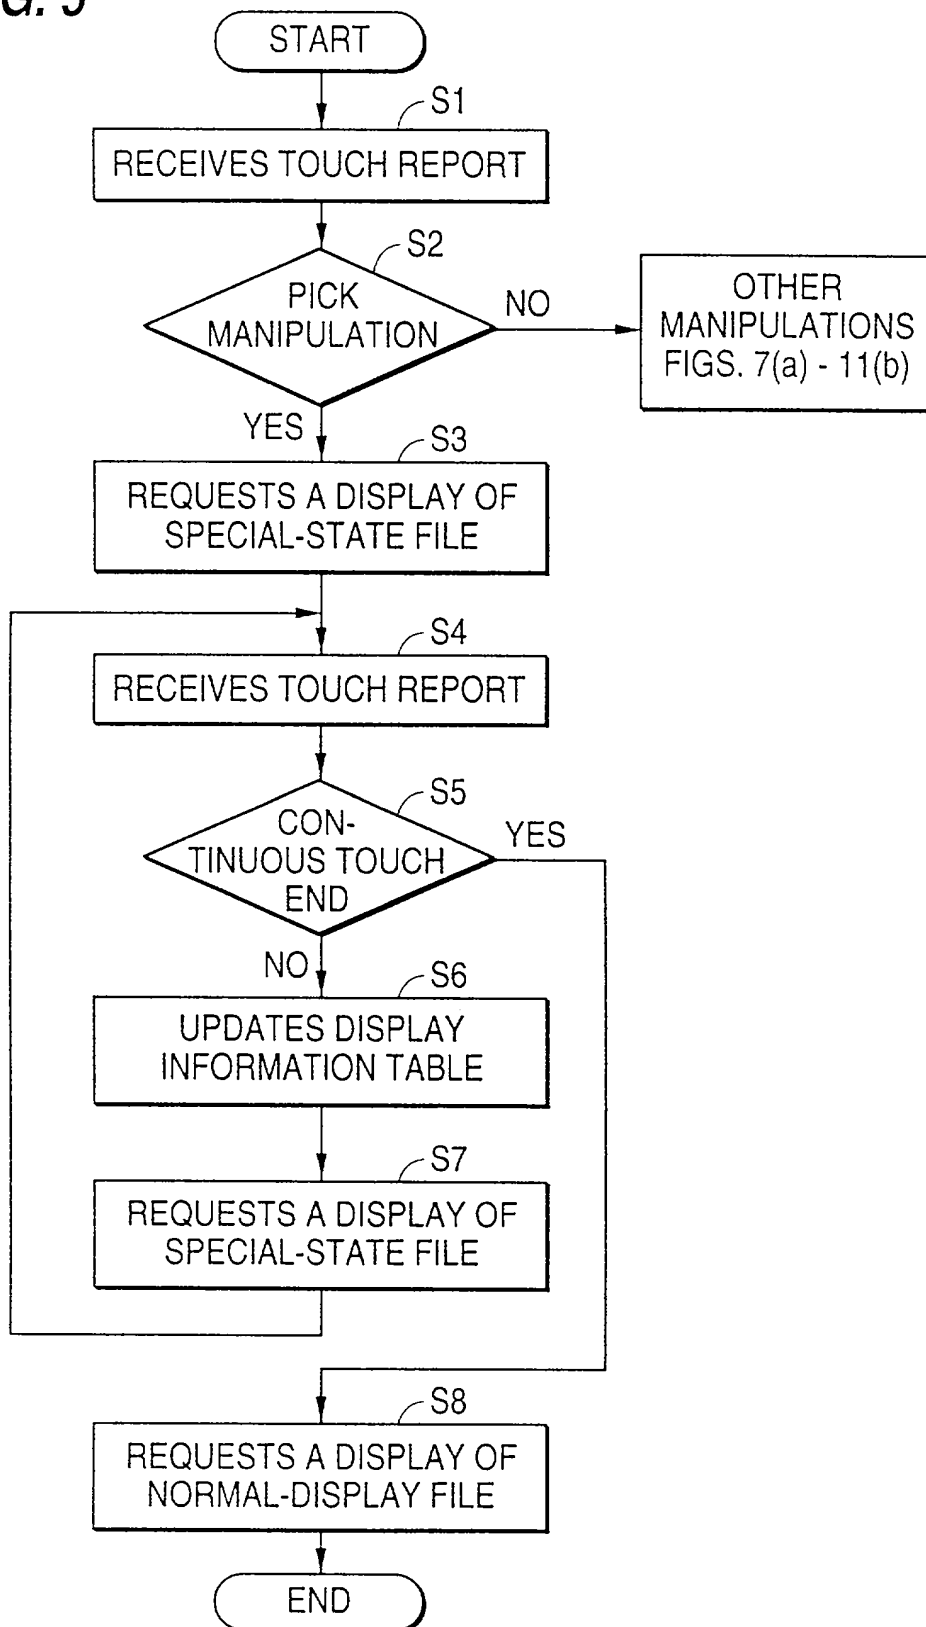 START
S1
RECEIVES TOUCH REPORT
S2
PICK
MANIPULATION
NO
OTHER
MANIPULATIONS
FIGS. 7(a) - 11(b)
YES
S3
REQUESTS A DISPLAY OF
SPECIAL-STATE FILE
S4
RECEIVES TOUCH REPORT
S5
CON-
TINUOUS TOUCH
END
YES
NO
S6
UPDATES DISPLAY
INFORMATION TABLE
S7
REQUESTS A DISPLAY OF
SPECIAL-STATE FILE
S8
REQUESTS A DISPLAY OF
NORMAL-DISPLAY FILE
END